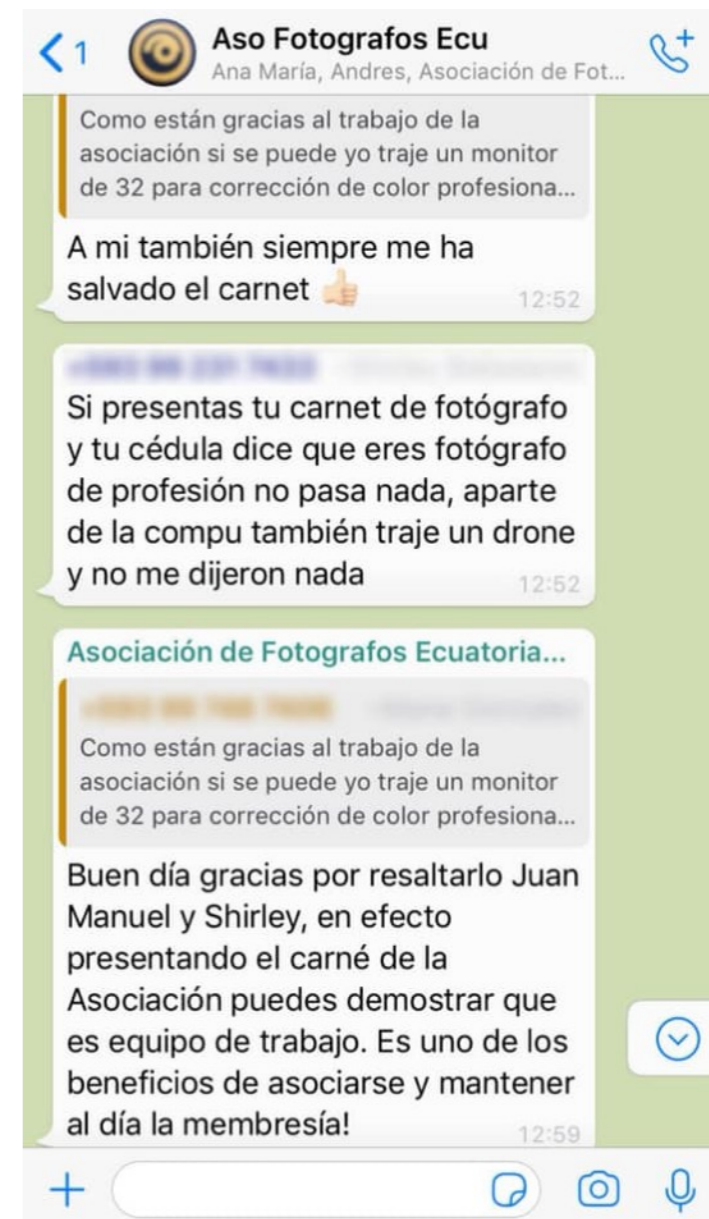 1
Aso Fotografos Ecu
Ana María, Andres, Asociación de Fot...
Como están gracias al trabajo de la
asociación si se puede yo traje un monitor
de 32 para corrección de color profesiona...
A mi también siempre me ha
salvado el carnet 👍🏻
12:52
Si presentas tu carnet de fotógrafo
y tu cédula dice que eres fotógrafo
de profesión no pasa nada, aparte
de la compu también traje un drone
y no me dijeron nada
12:52
Asociación de Fotografos Ecuatoria...
Como están gracias al trabajo de la
asociación si se puede yo traje un monitor
de 32 para corrección de color profesiona...
Buen día gracias por resaltarlo Juan
Manuel y Shirley, en efecto
presentando el carné de la
Asociación puedes demostrar que
es equipo de trabajo. Es uno de los
beneficios de asociarse y mantener
al día la membresía!
12:59